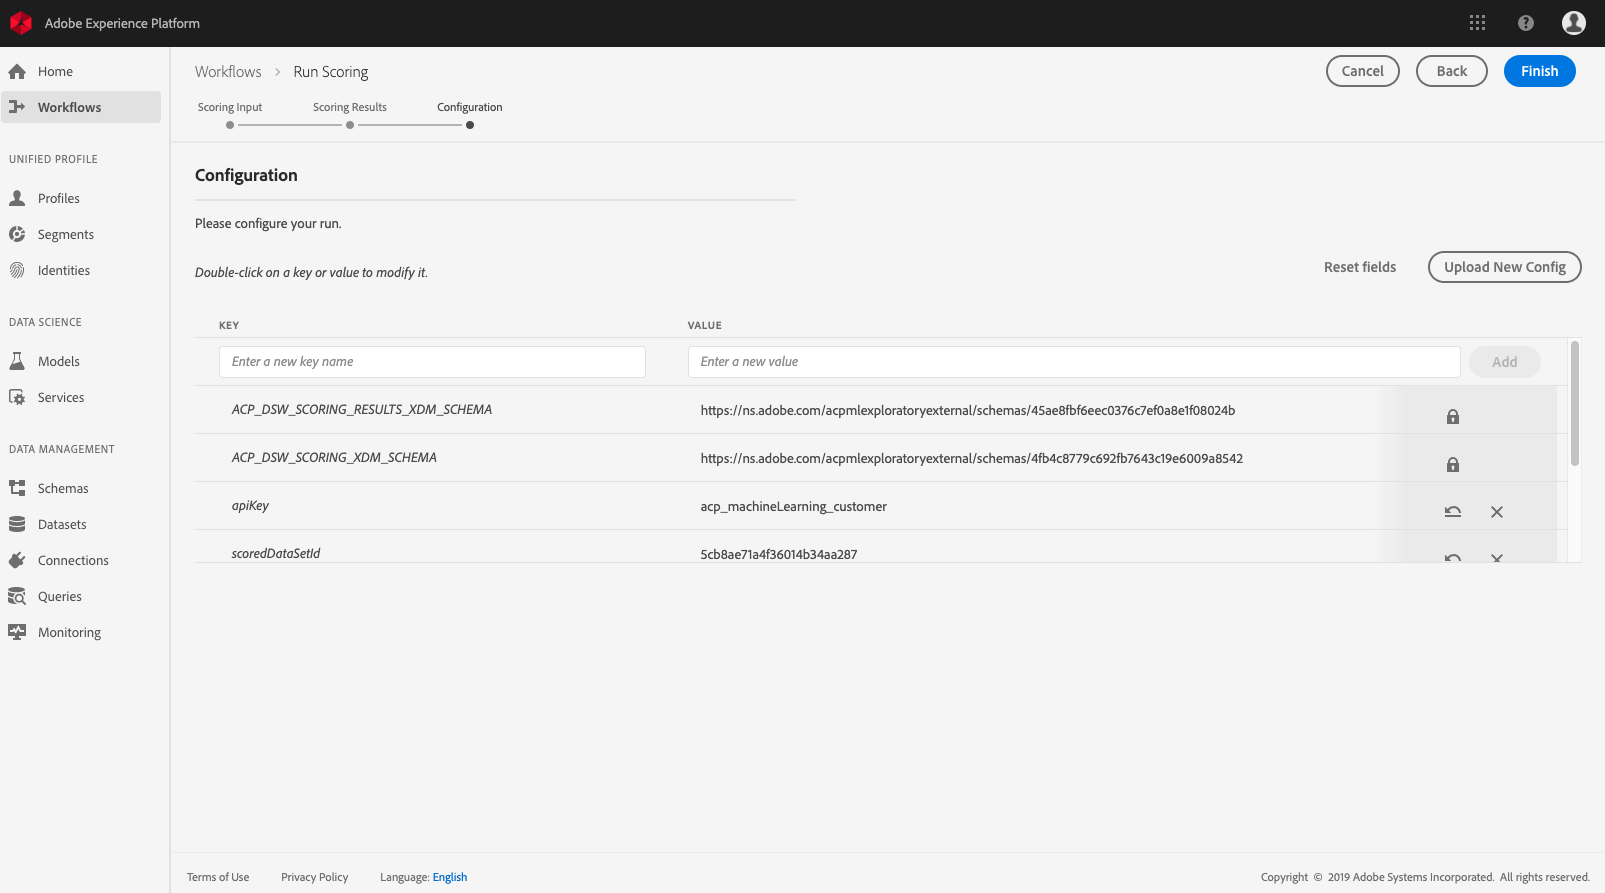 Adobe Experience Platform
Home
Workflows
UNIFIED PROFILE
Profiles
Segments
Identities
DATA SCIENCE
Models
Services
DATA MANAGEMENT
Schemas
Datasets
Connections
Queries
Monitoring
Workflows > Run Scoring
Cancel
Back
Finish
Scoring Input
Scoring Results
Configuration
Configuration
Please configure your run.
Double-click on a key or value to modify it.
Reset fields
Upload New Config
KEY VALUE
Enter a new key name Enter a new value Add
ACP_DSW_SCORING_RESULTS_XDM_SCHEMA https://ns.adobe.com/acpmlexploratoryexternal/schemas/45ae8fbf6eec0376c7ef0a8e1f08024b
ACP_DSW_SCORING_XDM_SCHEMA https://ns.adobe.com/acpmlexploratoryexternal/schemas/4fb4c8779c692fb7643c19e6009a8542
apiKey acp_machineLearning_customer
scoredDataSetId 5cb8ae71a4f36014b34aa287
Terms of Use Privacy Policy Language: English
Copyright © 2019 Adobe Systems Incorporated. All rights reserved.